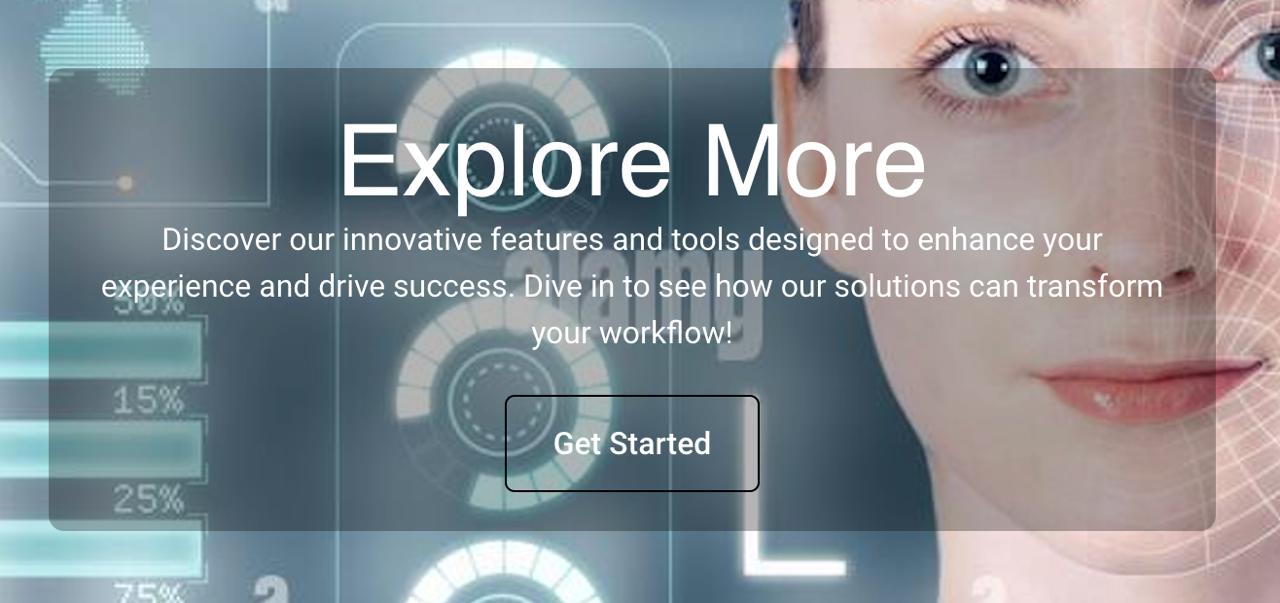 a
a
Explore More
Discover our innovative features and tools designed to enhance your
experience and drive success. Dive in to see how our solutions can transform
your workflow!
alamy
30%
15%
Get Started
25%
75%
a
a